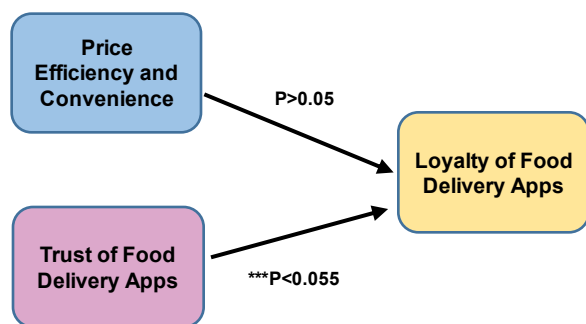 Price
Efficiency and
Convenience
P>0.05
Loyalty of Food
Delivery Apps
Trust of Food
Delivery Apps
***P<0.055